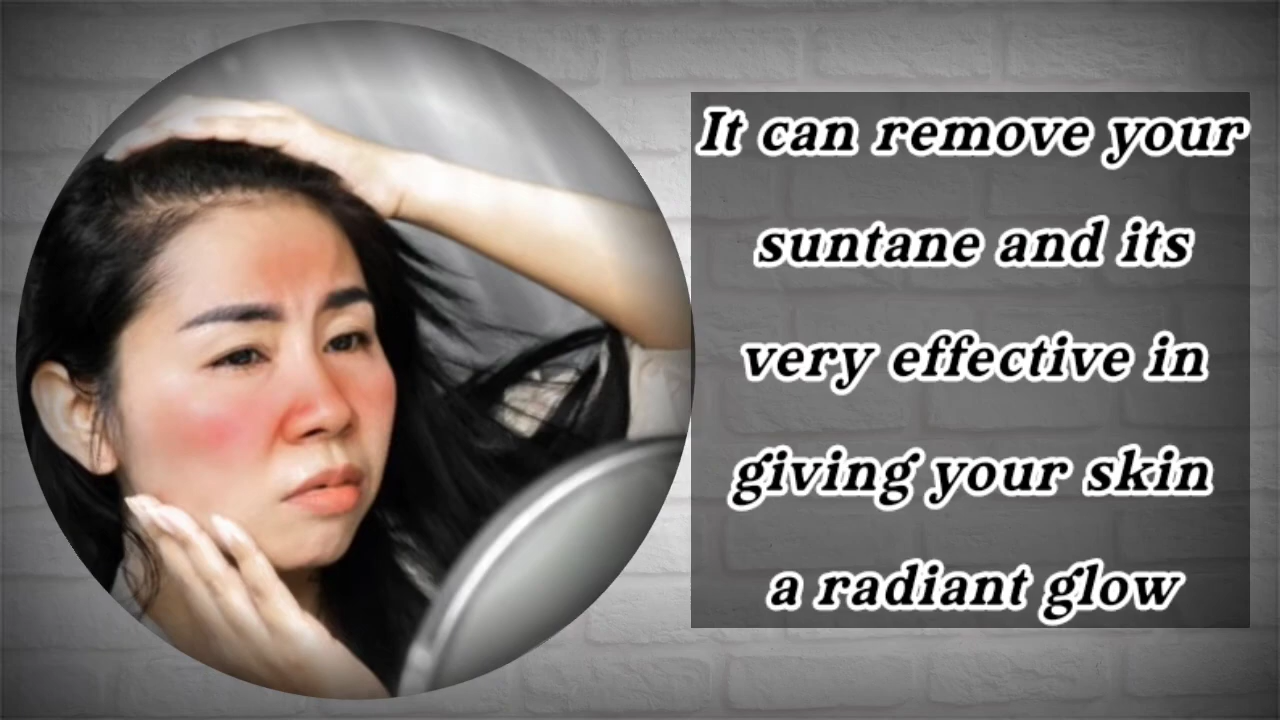 It can remove your
suntane and its
very effective in
giving your skin
a radiant glow